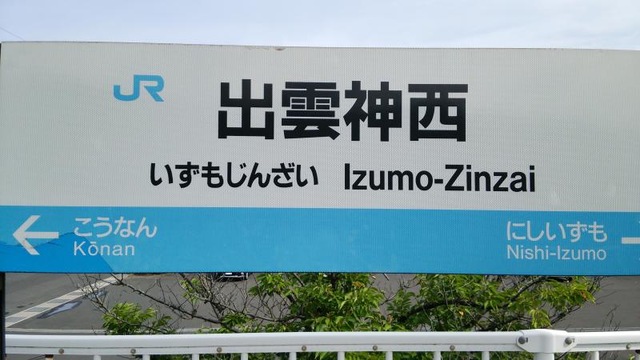 JR
出雲神西
いずもじんざい Izumo-Zinzai
← こうなん
Kōnan
にしいずも
Nishi-Izumo